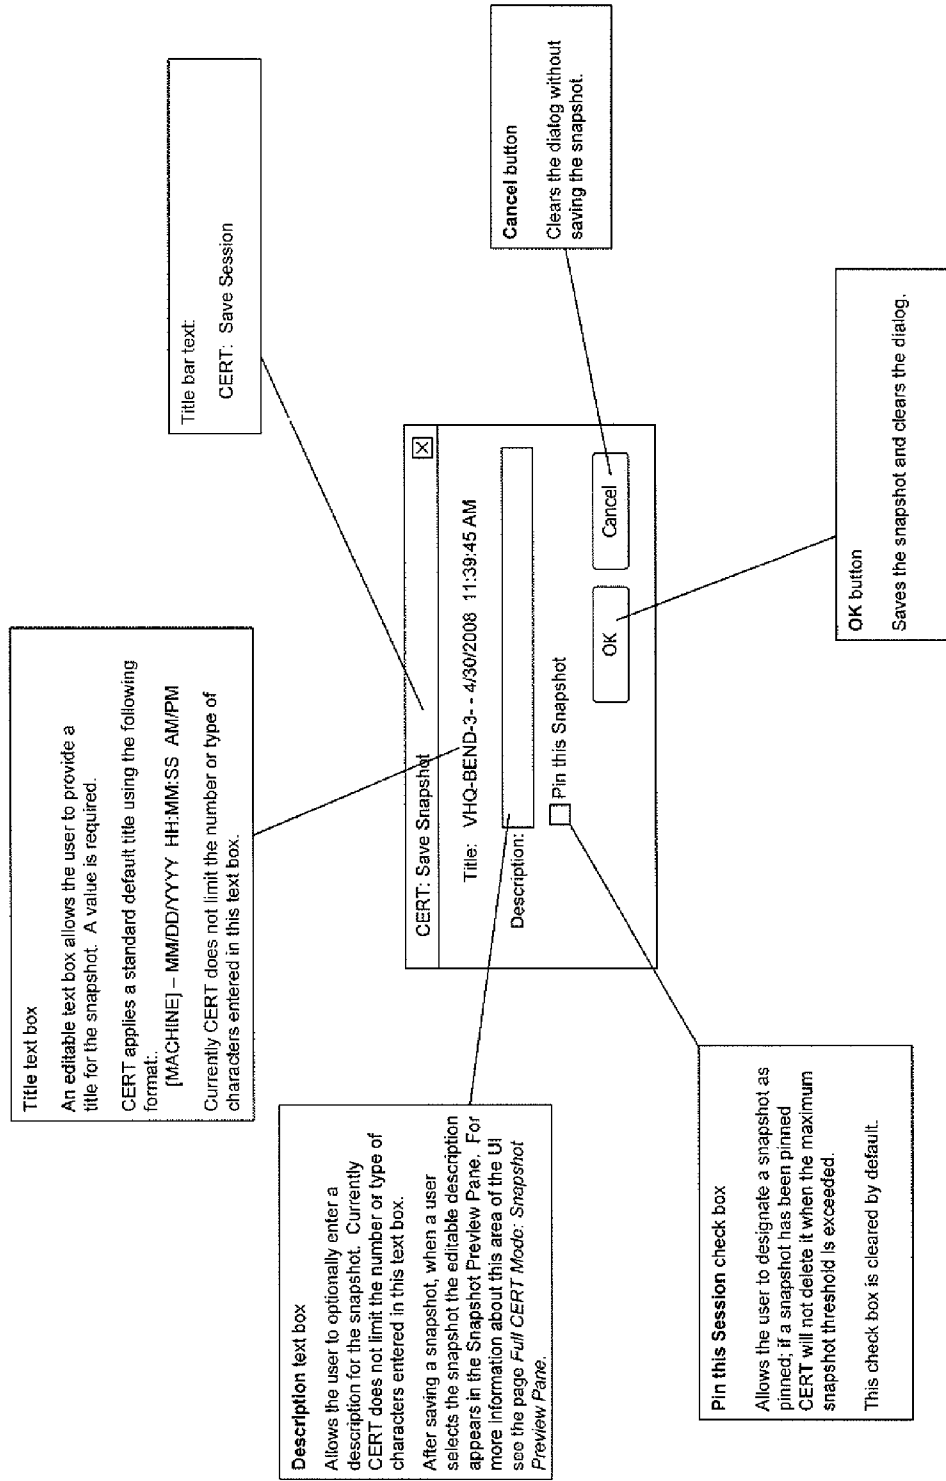 Title text box
An editable text box allows the user to provide a
title for the snapshot. A value is required.
CERT applies a standard default title using the following
format:.
[MACHINE] – MM/DD/YYYY HH:MM:SS AM/PM
Currently CERT does not limit the number or type of
characters entered in this text box.
Title bar text:
CERT: Save Session
Description text box
Allows the user to optionally enter a
description for the snapshot. Currently
CERT does not limit the number or type of
characters entered in this text box.
After saving a snapshot, when a user
selects the snapshot the editable description
appears in the Snapshot Preview Pane. For
more information about this area of the UI
see the page Full CERT Mode: Snapshot
Preview Pane.
CERT: Save Snapshot
Title: VHQ-BEND-3- - 4/30/2008 11:39:45 AM
Description:
Pin this Snapshot
OK
Cancel
Cancel button
Clears the dialog without
saving the snapshot.
Pin this Session check box
Allows the user to designate a snapshot as
pinned; if a snapshot has been pinned
CERT will not delete it when the maximum
snapshot threshold is exceeded.
This check box is cleared by default.
OK button
Saves the snapshot and clears the dialog.